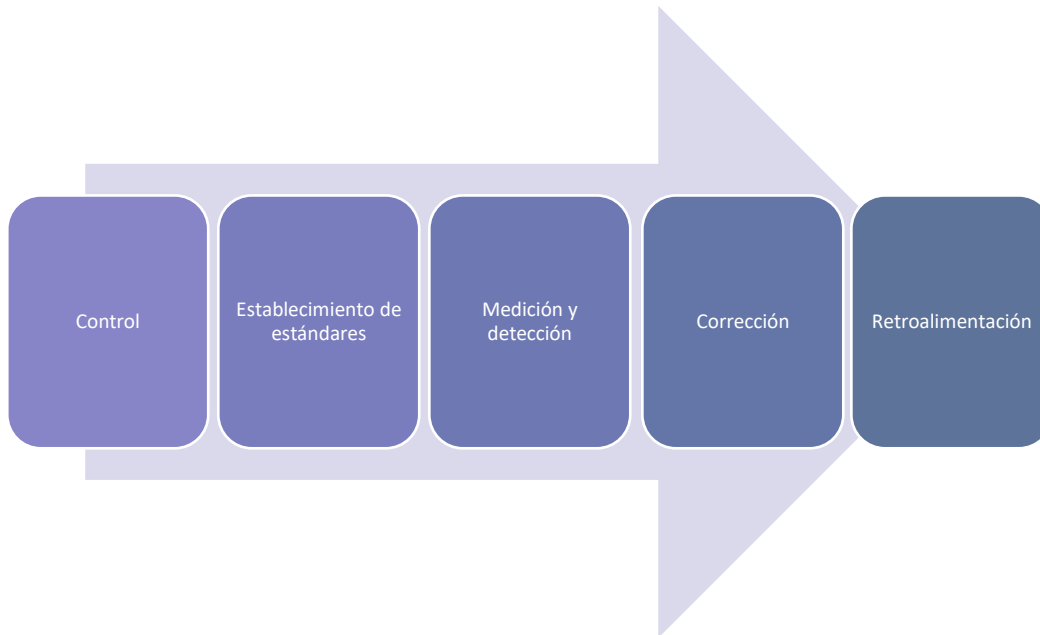 Control
Establecimiento de
estándares
Medición y
detección
Corrección
Retroalimentación